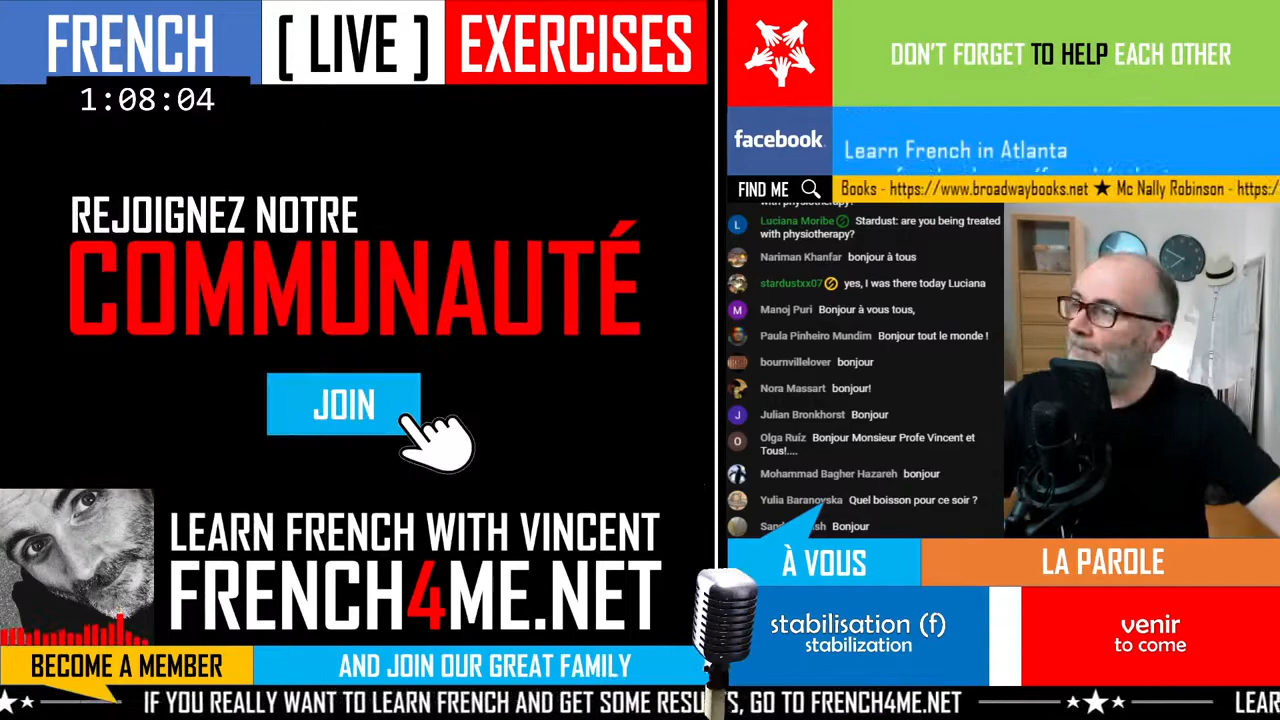 FRENCH [ LIVE ] EXERCISES
1:08:04
REJOIGNEZ NOTRE
COMMUNAUTÉ
JOIN
LEARN FRENCH WITH VINCENT
FRENCH4ME.NET
BECOME A MEMBER
AND JOIN OUR GREAT FAMILY
DON'T FORGET TO HELP EACH OTHER
facebook
Learn French in Atlanta
FIND ME
Books - https://www.broadwaybooks.net ★ Mc Nally Robinson - https:/
with physiotherapy?
Luciana Moribe Stardust: are you being treated
with physiotherapy?
Nariman Khanfar bonjour à tous
stardustxx07 yes, I was there today Luciana
Manoj Puri Bonjour à vous tous,
Paula Pinheiro Mundim Bonjour tout le monde !
bournvillelover bonjour
Nora Massart bonjour!
Julian Bronkhorst Bonjour
Olga Ruíz Bonjour Monsieur Profe Vincent et
Tous!....
Mohammad Bagher Hazareh bonjour
Yulia Baranovska Quel boisson pour ce soir ?
Bonjour
À VOUS
LA PAROLE
stabilisation (f)
stabilization
venir
to come
IF YOU REALLY WANT TO LEARN FRENCH AND GET SOME RESU S, GO TO FRENCH4ME.NET
LEAR